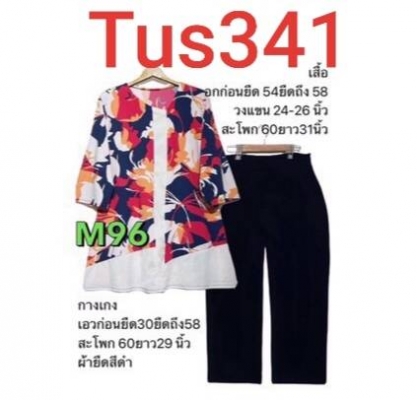 Tus341
เสื้อ
อกก่อนยืด 54ยืดถึง 58
วงแขน 24-26 นิ้ว
สะโพก 60ยาว31นิ้ว
M96
กางเกง
เอวก่อนยืด30ยืดถึง58
สะโพก 60ยาว29 นิ้ว
ผ้ายืดสีดำ